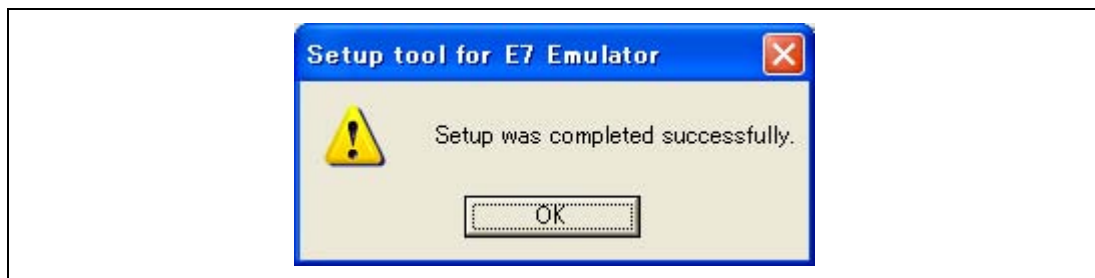 Setup tool for E7 Emulator
Setup was completed successfully.
OK